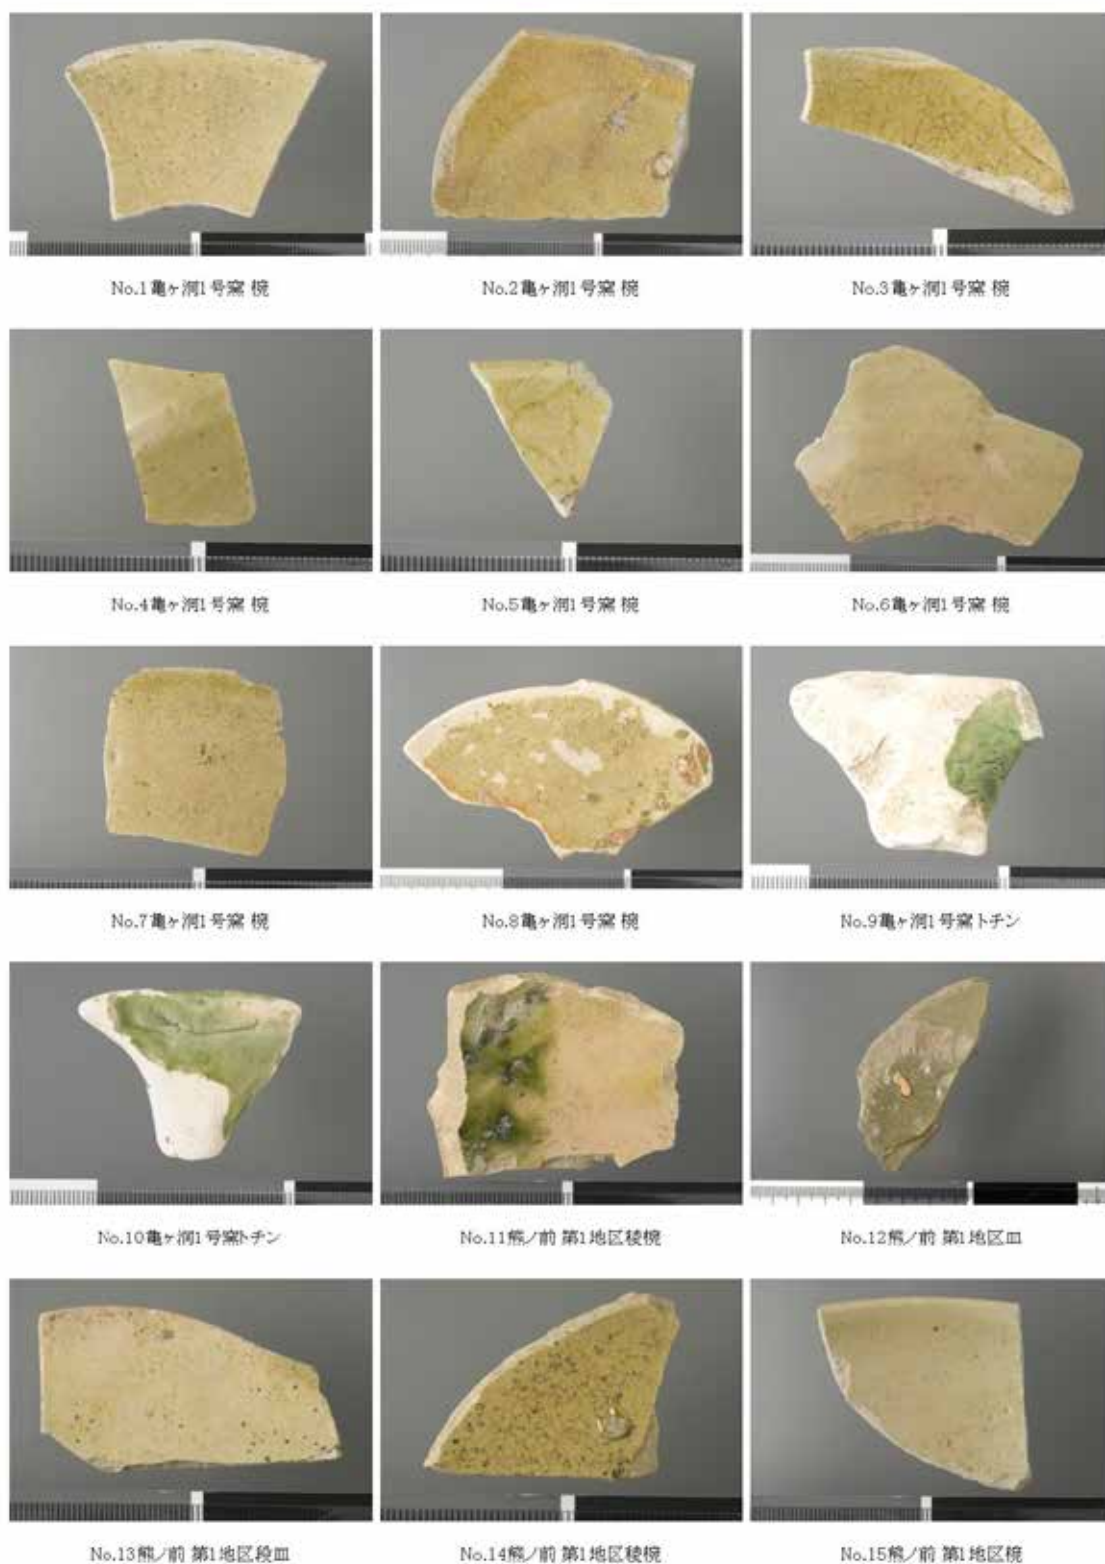 No.1亀ヶ洞1号窯 椀
No.2亀ヶ洞1号窯 椀
No.3亀ヶ洞1号窯 椀
No.4亀ヶ洞1号窯 椀
No.5亀ヶ洞1号窯 椀
No.6亀ヶ洞1号窯 椀
No.7亀ヶ洞1号窯 椀
No.8亀ヶ洞1号窯 椀
No.9亀ヶ洞1号窯トチン
No.10亀ヶ洞1号窯トチン
No.11熊ノ前 第1地区稜椀
No.12熊ノ前 第1地区皿
No.13熊ノ前 第1地区段皿
No.14熊ノ前 第1地区稜椀
No.15熊ノ前 第1地区椀